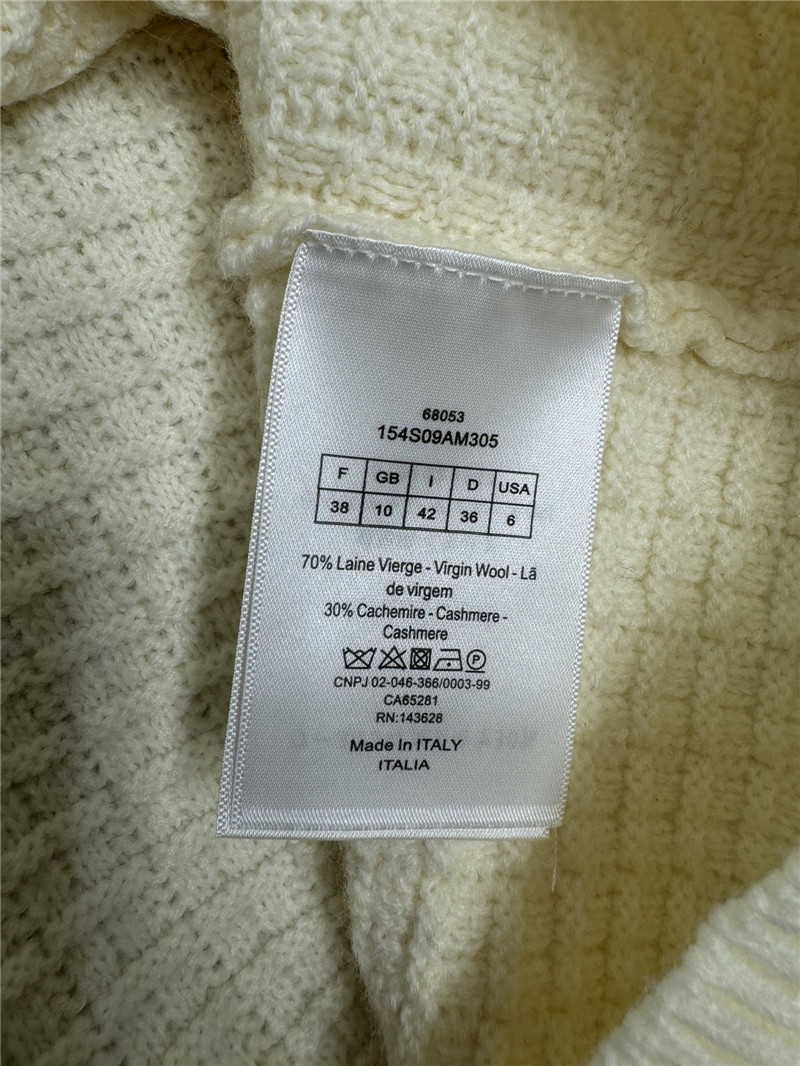 68053
154S09AM305
F GB I D USA
38 10 42 36 6
70% Laine Vierge - Virgin Wool - Lã
de virgem
30% Cachemire - Cashmere -
Cashmere
P
CNPJ 02-046-366/0003-99
CA65281
RN:143628
Made In ITALY
ITALIA